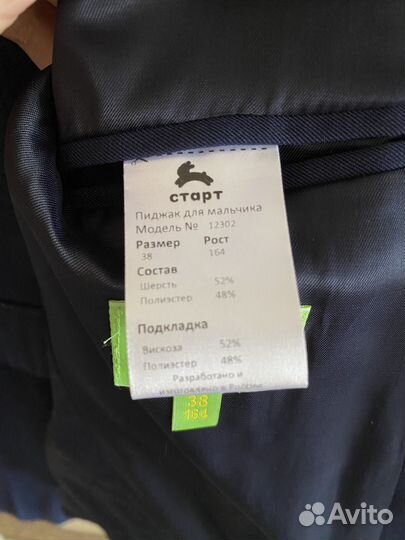 старт
Пиджак для мальчика
Модель № 12302
Размер Рост
38 164
Состав
Шерсть 52%
Полиэстер 48%
Подкладка
Вискоза 52%
Полиэстер 48%
Разработано и
изготовлено в России
38
164
Avito